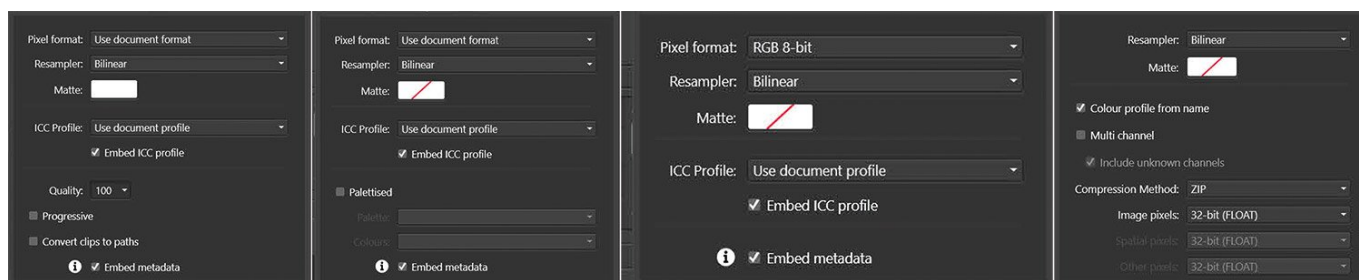 Pixel format: Use document format
Resampler: Bilinear
Matte:
ICC Profile: Use document profile
Embed ICC profile
Quality: 100
Progressive
Convert clips to paths
Embed metadata
Pixel format: Use document format
Resampler: Bilinear
Matte:
ICC Profile: Use document profile
Embed ICC profile
Palettised
Palette:
Colours:
Embed metadata
Pixel format: RGB 8-bit
Resampler: Bilinear
Matte:
ICC Profile: Use document profile
Embed ICC profile
Embed metadata
Resampler: Bilinear
Matte:
Colour profile from name
Multi channel
Include unknown channels
Compression Method: ZIP
Image pixels: 32-bit (FLOAT)
Spatial pixels: 32-bit (FLOAT)
Other pixels: 32-bit (FLOAT)